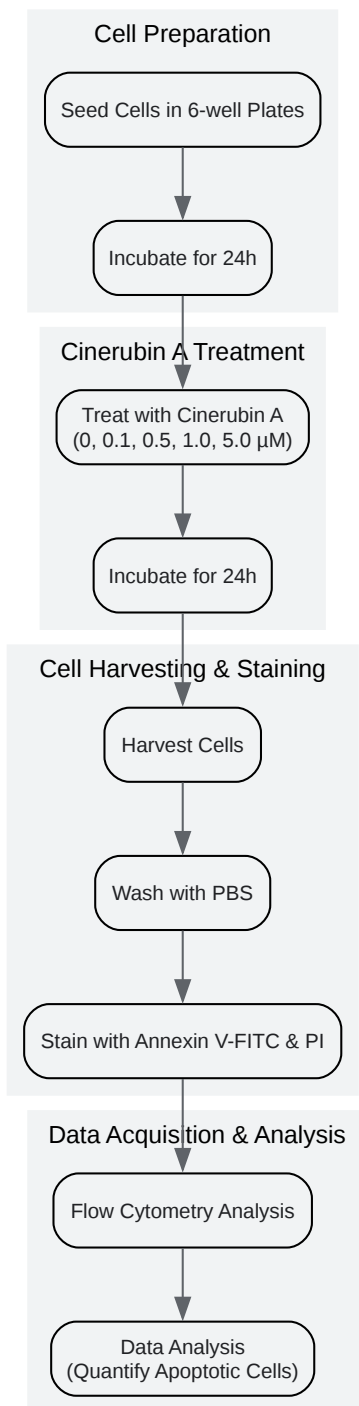 Cell Preparation
Seed Cells in 6-well Plates
Incubate for 24h
Cinerubin A Treatment
Treat with Cinerubin A
(0, 0.1, 0.5, 1.0, 5.0 µM)
Incubate for 24h
Cell Harvesting & Staining
Harvest Cells
Wash with PBS
Stain with Annexin V-FITC & PI
Data Acquisition & Analysis
Flow Cytometry Analysis
Data Analysis
(Quantify Apoptotic Cells)